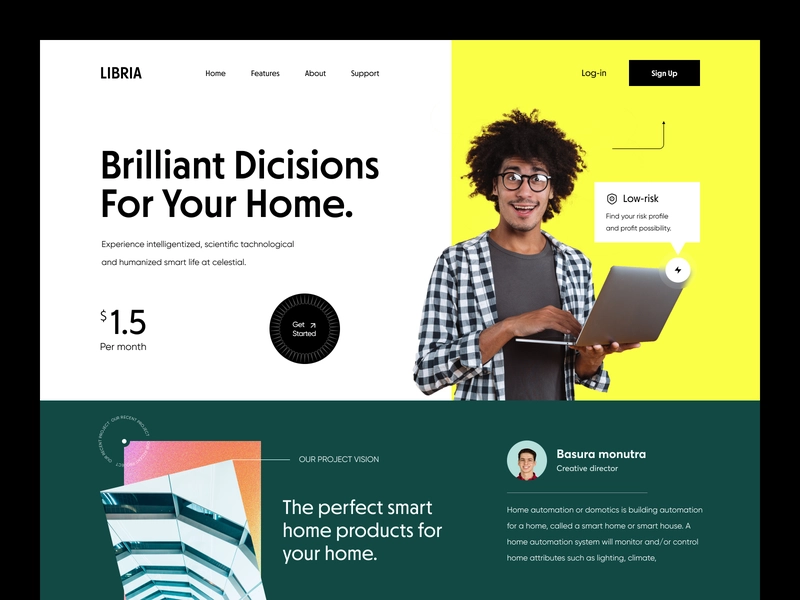 LIBRIA
Home
Features
About
Support
Log-in
Sign Up
Brilliant Dicisions
For Your Home.
Experience intelligentized, scientific tachnological
and humanized smart life at celestial.
$1.5
Per month
Get
Started
Low-risk
Find your risk profile
and profit possibility.
OUR RECENT PROJECT
OUR PROJECT VISION
The perfect smart
home products for
your home.
Basura monutra
Creative director
Home automation or domotics is building automation
for a home, called a smart home or smart house. A
home automation system will monitor and/or control
home attributes such as lighting, climate,